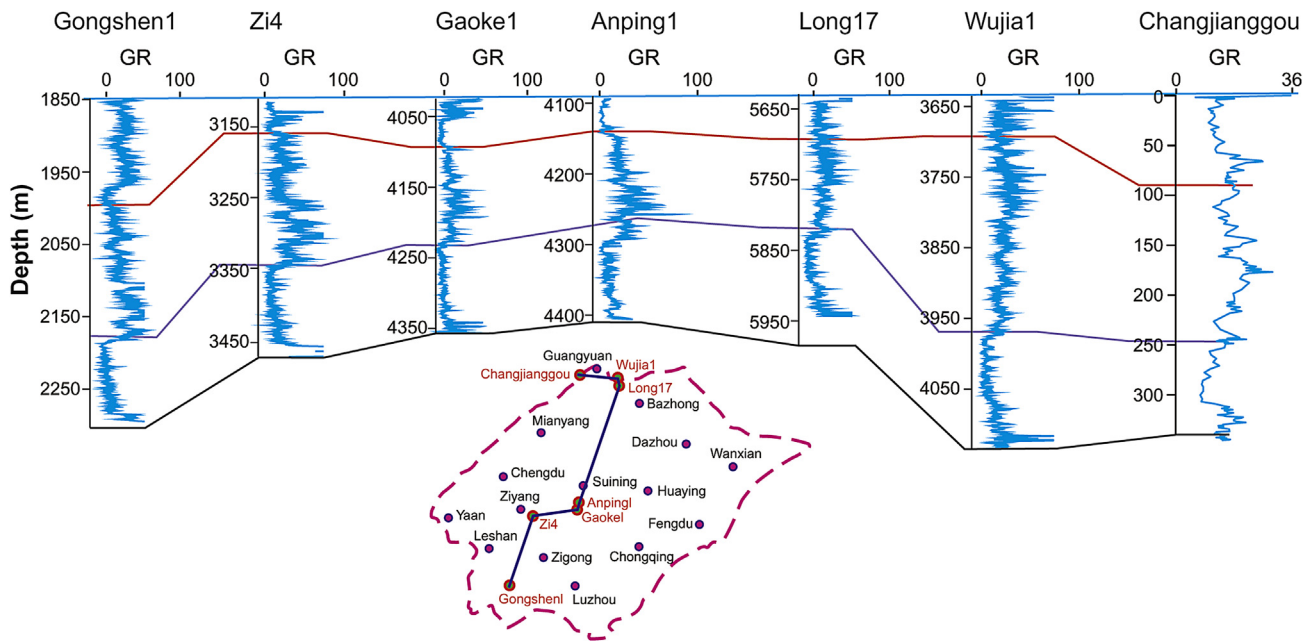 Gongshen1 Zi4 Gaoke1 Anping1 Long17 Wujia1 Changjianggou
GR GR GR GR GR GR GR
0 100 0 100 0 100 0 100 0 100 0 100 0 36
Depth (m)
1850
1950
2050
2150
2250
3150
3250
3350
3450
4050
4150
4250
4350
4100
4200
4300
4400
5650
5750
5850
5950
3650
3750
3850
3950
4050
0
50
100
150
200
250
300
Guangyuan
Changjianggou
Wujia1
Long17
Bazhong
Mianyang
Dazhou
Wanxian
Chengdu
Suining
Huaying
Ziyang
Anpingl
Gaokel
Yaan
Zi4
Fengdu
Leshan
Zigong
Chongqing
Gongshenl
Luzhou